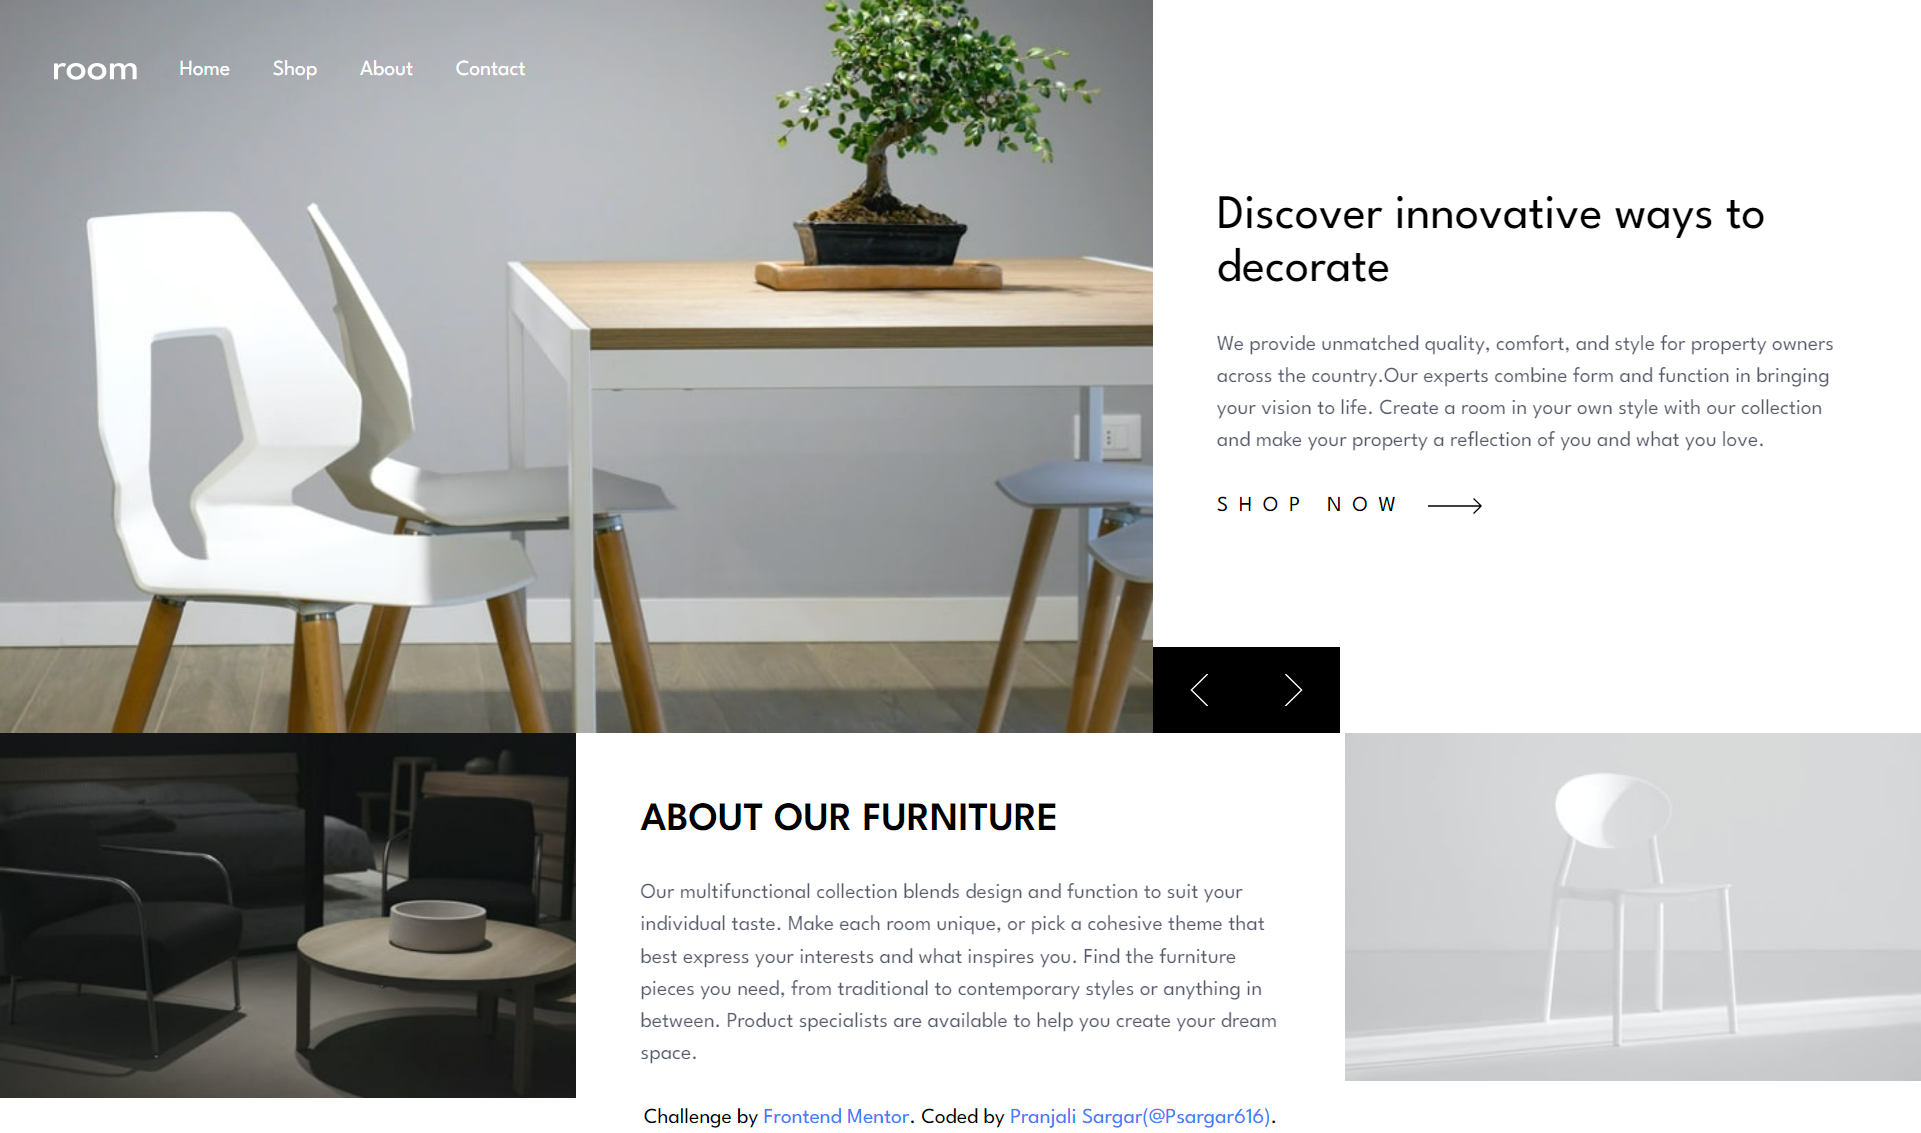 room Home Shop About Contact
Discover innovative ways to
decorate
We provide unmatched quality, comfort, and style for property owners
across the country.Our experts combine form and function in bringing
your vision to life. Create a room in your own style with our collection
and make your property a reflection of you and what you love.
SHOP NOW
ABOUT OUR FURNITURE
Our multifunctional collection blends design and function to suit your
individual taste. Make each room unique, or pick a cohesive theme that
best express your interests and what inspires you. Find the furniture
pieces you need, from traditional to contemporary styles or anything in
between. Product specialists are available to help you create your dream
space.
Challenge by Frontend Mentor. Coded by Pranjali Sargar(@Psargar616).